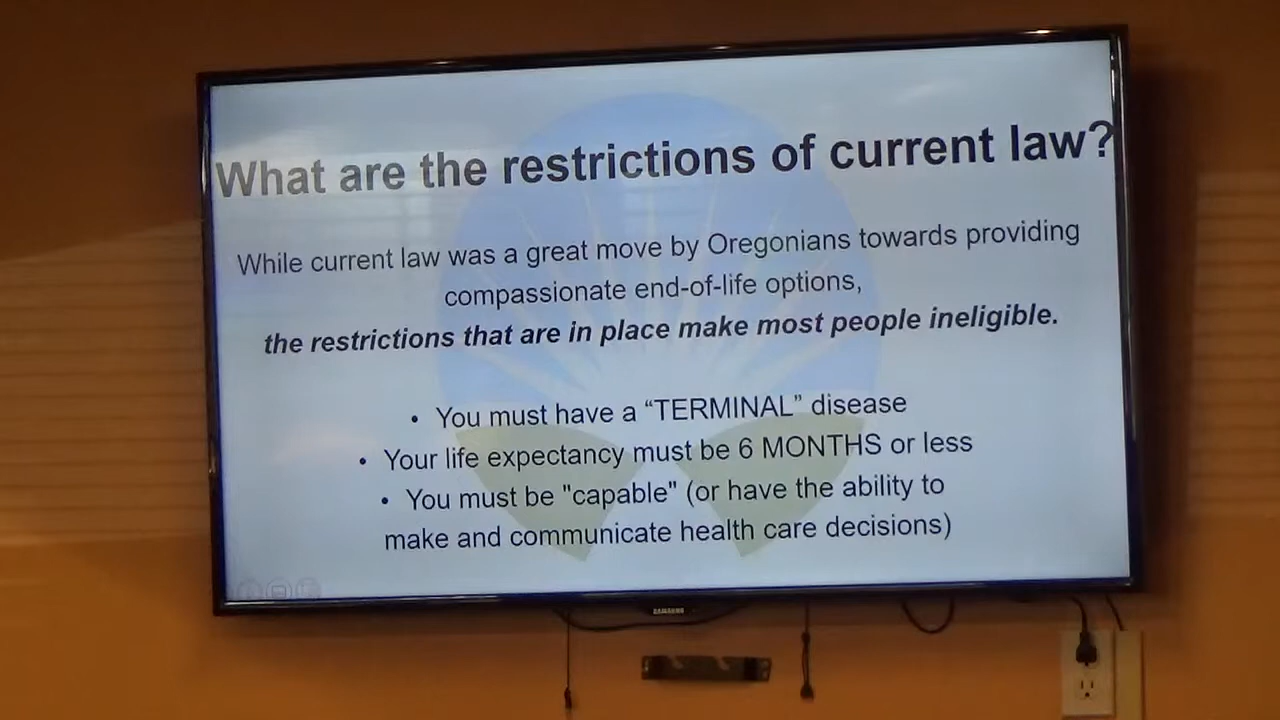 What are the restrictions of current law?
While current law was a great move by Oregonians towards providing
compassionate end-of-life options,
the restrictions that are in place make most people ineligible.
• You must have a “TERMINAL” disease
• Your life expectancy must be 6 MONTHS or less
• You must be "capable" (or have the ability to
make and communicate health care decisions)
SAMSUNG